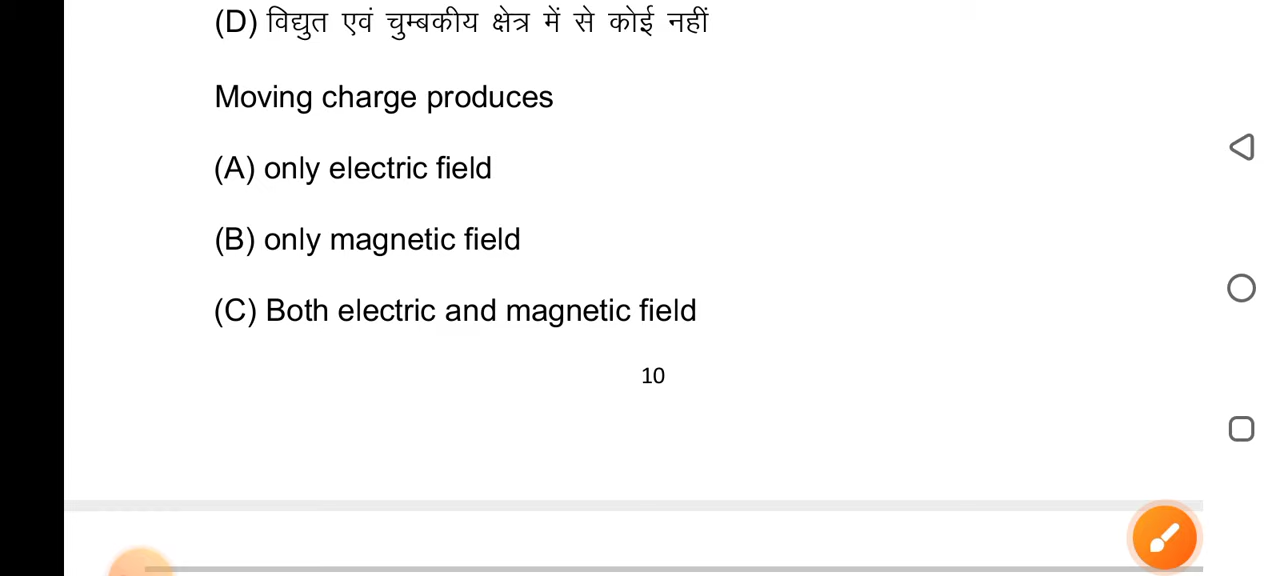 (D) विद्युत एवं चुम्बकीय क्षेत्र में से कोई नहीं
Moving charge produces
(A) only electric field
(B) only magnetic field
(C) Both electric and magnetic field
10